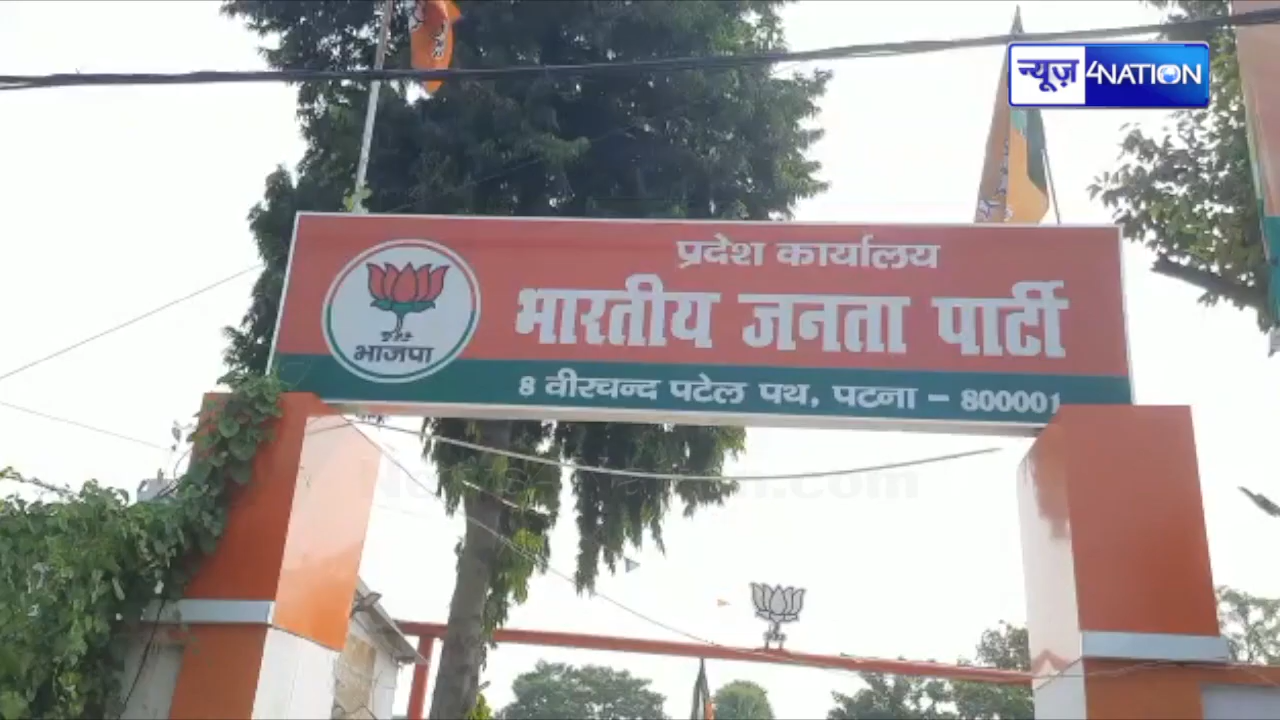 न्यूज़ 4NATION
प्रदेश कार्यालय
भारतीय जनता पार्टी
भाजपा
8 वीरचन्द पटेल पथ, पटना - 800001